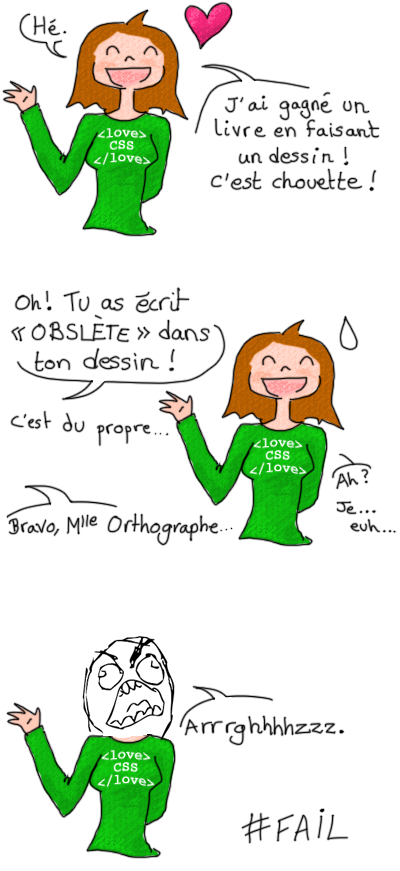 Hé.
J'ai gagné un
livre en faisant
un dessin !
C'est chouette !
<love>
CSS
</love>
Oh! Tu as écrit
« OBSLÈTE » dans
ton dessin !
C'est du propre...
<love>
CSS
</love>
Ah?
Je...
euh...
Bravo, Mlle Orthographe...
Arrrghhhhzzz.
<love>
CSS
</love>
#FAiL